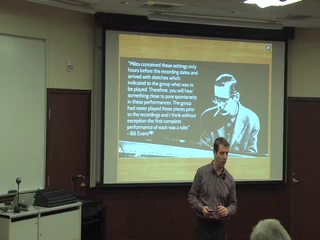 "Miles conceived these settings only
hours before the recording dates and
arrived with sketches which
indicated to the group what was to
be played. Therefore, you will hear
something close to pure spontaneity
in these performances. The group
had never played these pieces prior
to the recordings and I think without
exception the first complete
performance of each was a take."
- Bill Evans